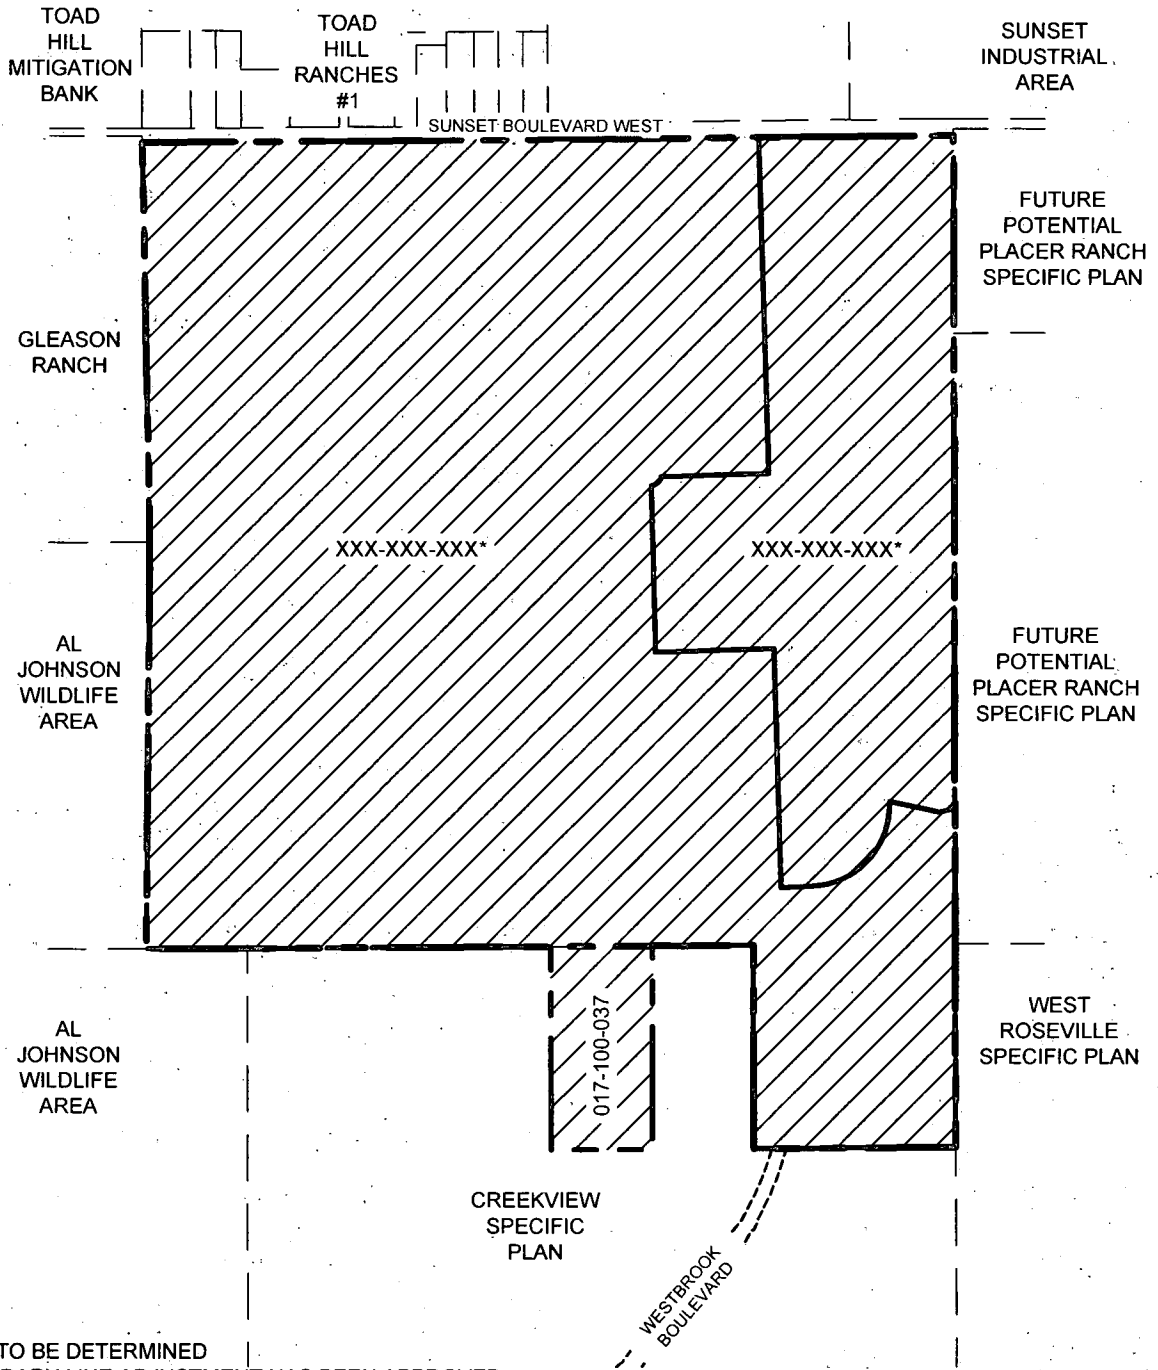 TOAD
HILL
MITIGATION
BANK
TOAD
HILL
RANCHES
#1
SUNSET
INDUSTRIAL
AREA
SUNSET BOULEVARD WEST
FUTURE
POTENTIAL
PLACER RANCH
SPECIFIC PLAN
GLEASON
RANCH
XXX-XXX-XXX*
XXX-XXX-XXX*
AL
JOHNSON
WILDLIFE
AREA
FUTURE
POTENTIAL
PLACER RANCH
SPECIFIC PLAN
AL
JOHNSON
WILDLIFE
AREA
017-100-037
WEST
ROSEVILLE
SPECIFIC PLAN
CREEKVIEW
SPECIFIC
PLAN
WESTBROOK
BOULEVARD
TO BE DETERMINED